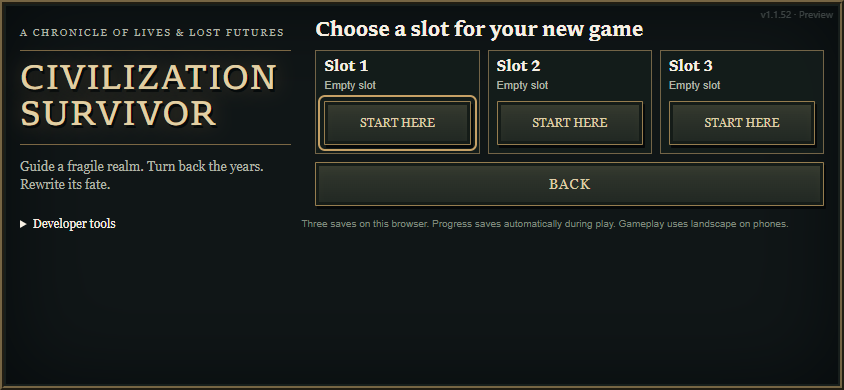 v1.1.52 · Preview
A CHRONICLE OF LIVES & LOST FUTURES
CIVILIZATION
SURVIVOR
Guide a fragile realm. Turn back the years.
Rewrite its fate.
▶ Developer tools
Choose a slot for your new game
Slot 1
Empty slot
START HERE
Slot 2
Empty slot
START HERE
Slot 3
Empty slot
START HERE
BACK
Three saves on this browser. Progress saves automatically during play. Gameplay uses landscape on phones.